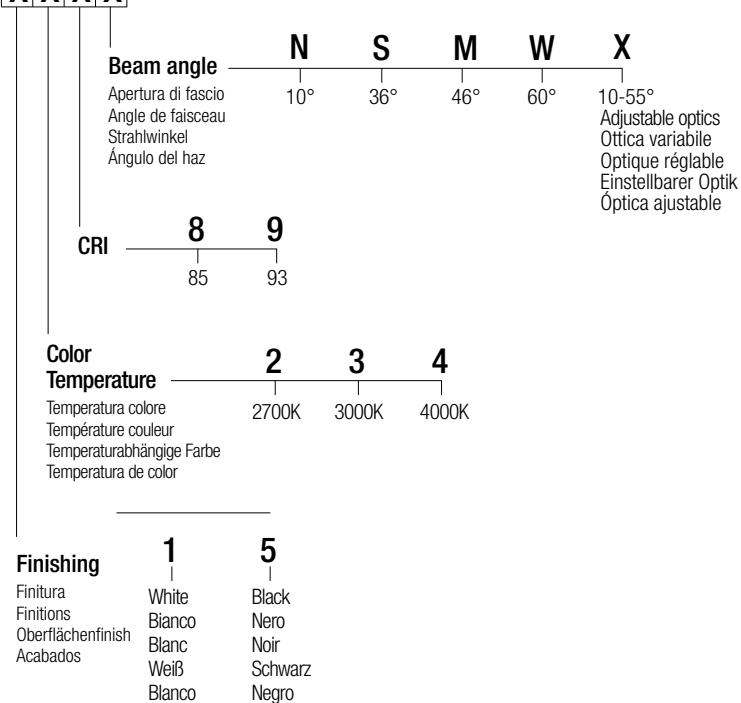 X X X X
N S M W X
Beam angle
Apertura di fascio
Angle de faisceau
Strahlwinkel
Ángulo del haz
10° 36° 46° 60° 10-55°
Adjustable optics
Ottica variabile
Optique réglable
Einstellbarer Optik
Óptica ajustable
8 9
CRI
85 93
Color
Temperature
2 3 4
Temperatura colore
Température couleur
Temperaturabhängige Farbe
Temperatura de color
2700K 3000K 4000K
1 5
Finishing
Finitura
Finitions
Oberflächenfinish
Acabados
White Black
Bianco Nero
Blanc Noir
Weiß Schwarz
Blanco Negro